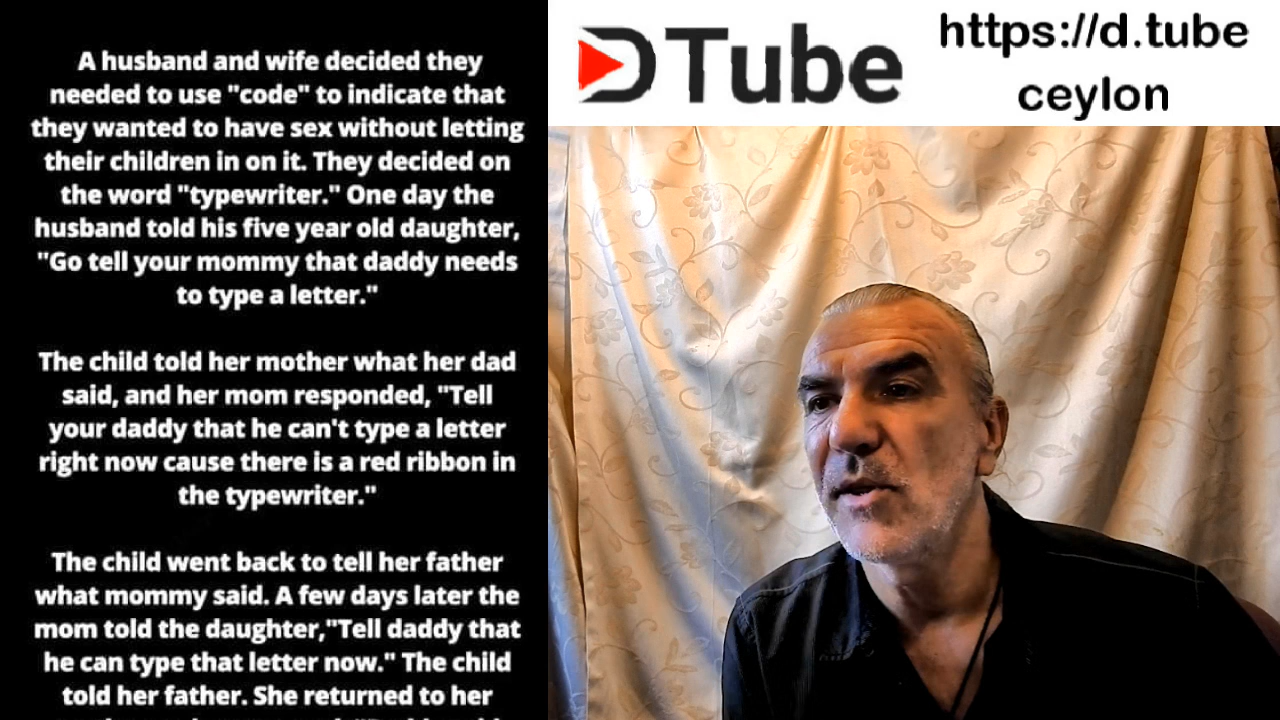 A husband and wife decided they
needed to use "code" to indicate that
they wanted to have sex without letting
their children in on it. They decided on
the word "typewriter." One day the
husband told his five year old daughter,
"Go tell your mommy that daddy needs
to type a letter."
The child told her mother what her dad
said, and her mom responded, "Tell
your daddy that he can't type a letter
right now cause there is a red ribbon in
the typewriter."
The child went back to tell her father
what mommy said. A few days later the
mom told the daughter,"Tell daddy that
he can type that letter now." The child
told her father. She returned to her
DTube
https://d.tube
ceylon